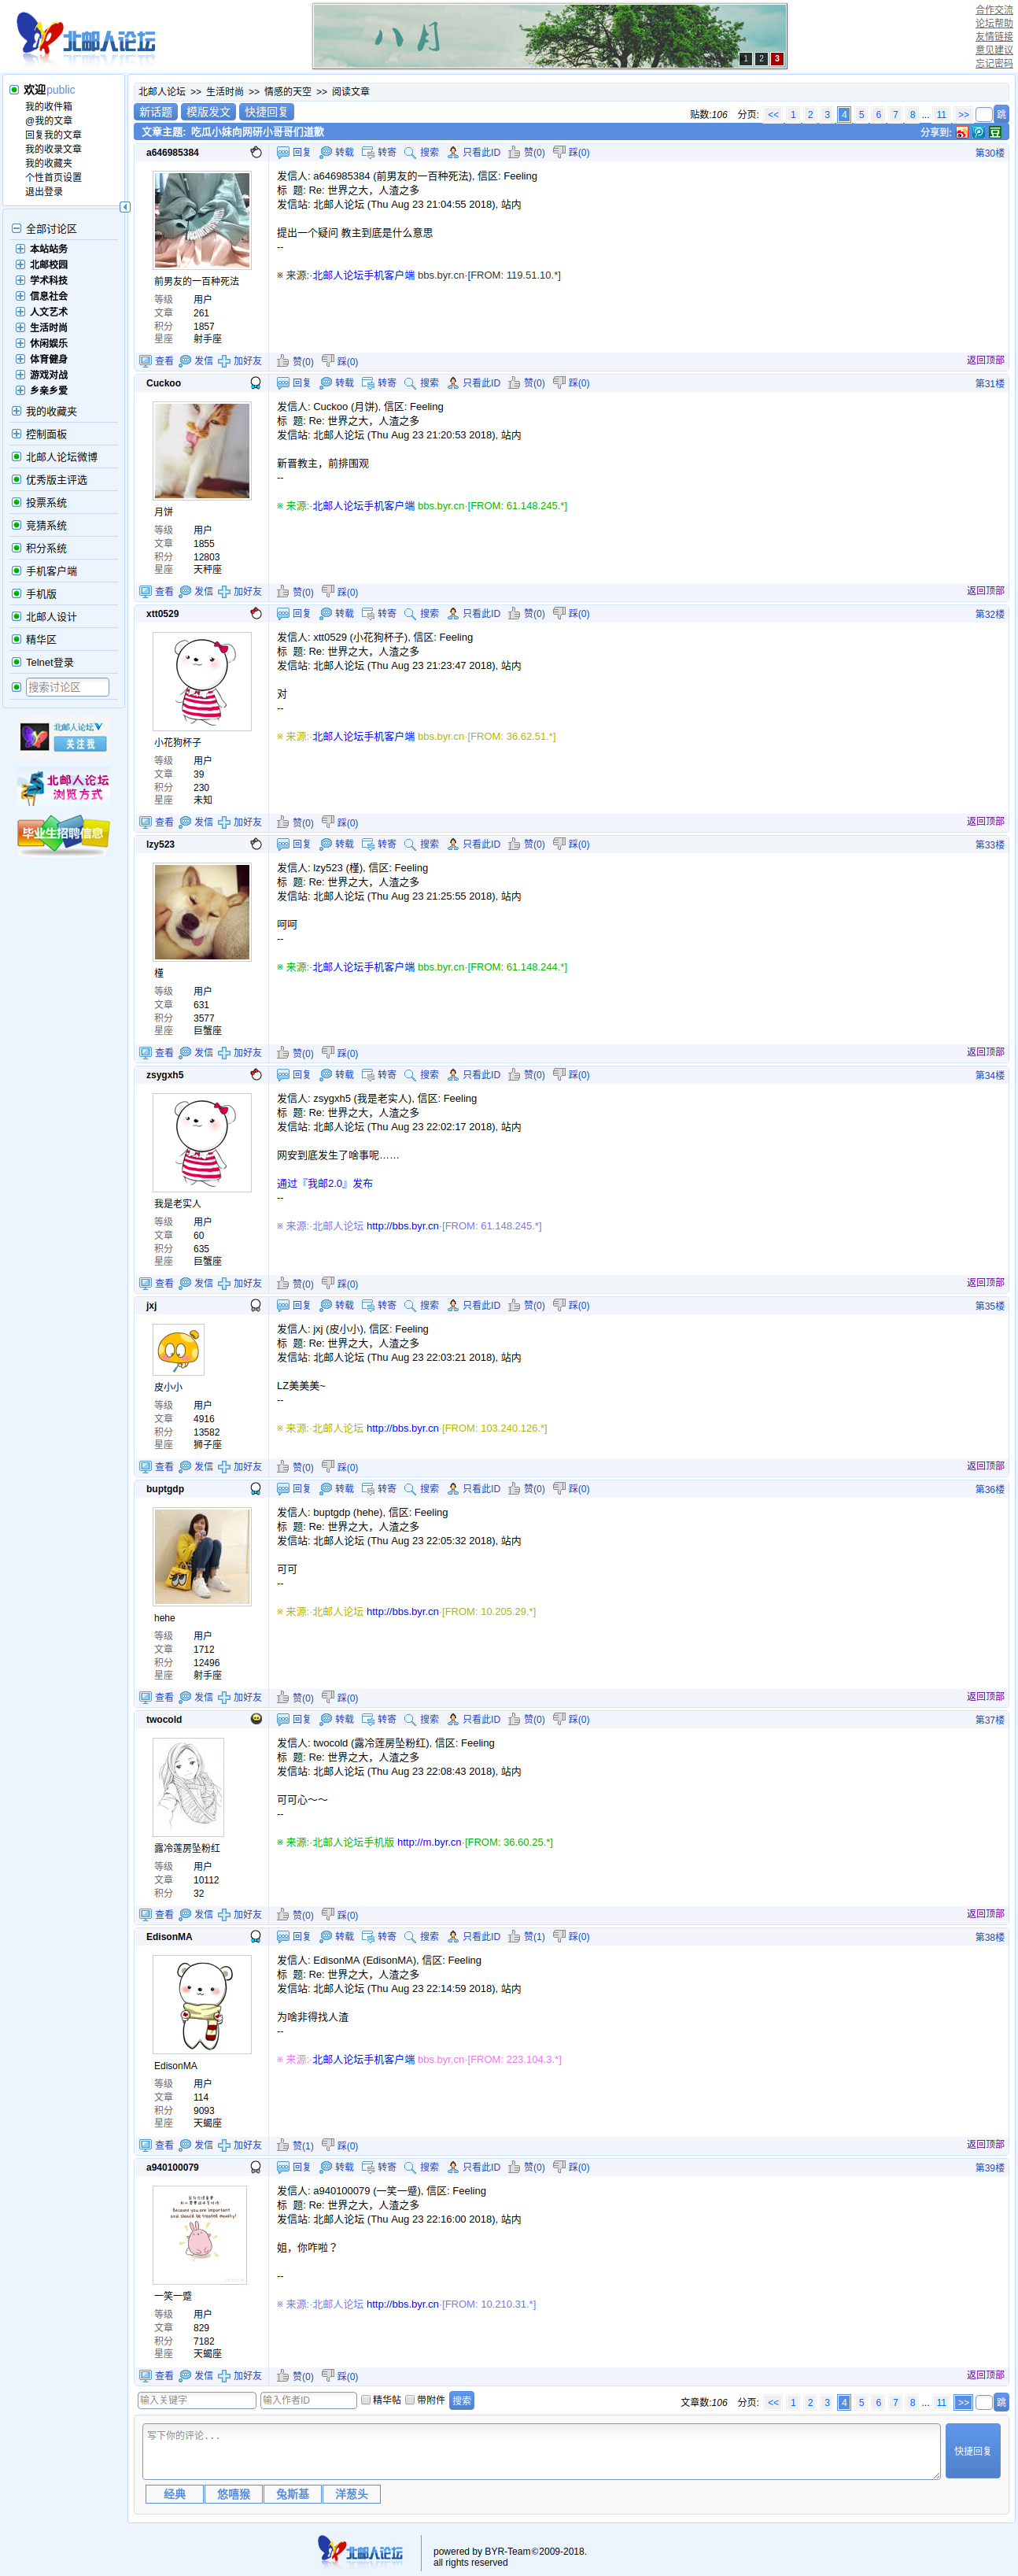 北邮人论坛
八月
1 2 3
合作交流
论坛帮助
友情链接
意见建议
忘记密码
欢迎public
我的收件箱
@我的文章
回复我的文章
我的收录文章
我的收藏夹
个性首页设置
退出登录
全部讨论区
本站站务
北邮校园
学术科技
信息社会
人文艺术
生活时尚
休闲娱乐
体育健身
游戏对战
乡亲乡爱
我的收藏夹
控制面板
北邮人论坛微博
优秀版主评选
投票系统
竞猜系统
积分系统
手机客户端
手机版
北邮人设计
精华区
Telnet登录
搜索讨论区
北邮人论坛
关注我
北邮人论坛
浏览方式
毕业生招聘信息
北邮人论坛 >> 生活时尚 >> 情感的天空 >> 阅读文章
新话题 模版发文 快捷回复
贴数:106 分页: << 1 2 3 4 5 6 7 8 ... 11 >> 跳
文章主题: 吃瓜小妹向网研小哥哥们道歉
分享到: 豆
a646985384 回复 转载 转寄 搜索 只看此ID 赞(0) 踩(0) 第30楼
前男友的一百种死法
等级 用户
文章 261
积分 1857
星座 射手座
发信人: a646985384 (前男友的一百种死法), 信区: Feeling
标 题: Re: 世界之大，人渣之多
发信站: 北邮人论坛 (Thu Aug 23 21:04:55 2018), 站内
提出一个疑问 教主到底是什么意思
--
※ 来源:·北邮人论坛手机客户端 bbs.byr.cn·[FROM: 119.51.10.*]
查看 发信 加好友 赞(0) 踩(0) 返回顶部
Cuckoo 回复 转载 转寄 搜索 只看此ID 赞(0) 踩(0) 第31楼
月饼
等级 用户
文章 1855
积分 12803
星座 天秤座
发信人: Cuckoo (月饼), 信区: Feeling
标 题: Re: 世界之大，人渣之多
发信站: 北邮人论坛 (Thu Aug 23 21:20:53 2018), 站内
新晋教主，前排围观
--
※ 来源:·北邮人论坛手机客户端 bbs.byr.cn·[FROM: 61.148.245.*]
查看 发信 加好友 赞(0) 踩(0) 返回顶部
xtt0529 回复 转载 转寄 搜索 只看此ID 赞(0) 踩(0) 第32楼
小花狗杯子
等级 用户
文章 39
积分 230
星座 未知
发信人: xtt0529 (小花狗杯子), 信区: Feeling
标 题: Re: 世界之大，人渣之多
发信站: 北邮人论坛 (Thu Aug 23 21:23:47 2018), 站内
对
--
※ 来源:·北邮人论坛手机客户端 bbs.byr.cn·[FROM: 36.62.51.*]
查看 发信 加好友 赞(0) 踩(0) 返回顶部
lzy523 回复 转载 转寄 搜索 只看此ID 赞(0) 踩(0) 第33楼
槿
等级 用户
文章 631
积分 3577
星座 巨蟹座
发信人: lzy523 (槿), 信区: Feeling
标 题: Re: 世界之大，人渣之多
发信站: 北邮人论坛 (Thu Aug 23 21:25:55 2018), 站内
呵呵
--
※ 来源:·北邮人论坛手机客户端 bbs.byr.cn·[FROM: 61.148.244.*]
查看 发信 加好友 赞(0) 踩(0) 返回顶部
zsygxh5 回复 转载 转寄 搜索 只看此ID 赞(0) 踩(0) 第34楼
我是老实人
等级 用户
文章 60
积分 635
星座 巨蟹座
发信人: zsygxh5 (我是老实人), 信区: Feeling
标 题: Re: 世界之大，人渣之多
发信站: 北邮人论坛 (Thu Aug 23 22:02:17 2018), 站内
网安到底发生了啥事呢……
通过『我邮2.0』发布
--
※ 来源:·北邮人论坛 http://bbs.byr.cn·[FROM: 61.148.245.*]
查看 发信 加好友 赞(0) 踩(0) 返回顶部
jxj 回复 转载 转寄 搜索 只看此ID 赞(0) 踩(0) 第35楼
皮小小
等级 用户
文章 4916
积分 13582
星座 狮子座
发信人: jxj (皮小小), 信区: Feeling
标 题: Re: 世界之大，人渣之多
发信站: 北邮人论坛 (Thu Aug 23 22:03:21 2018), 站内
LZ美美美~
--
※ 来源:·北邮人论坛 http://bbs.byr.cn·[FROM: 103.240.126.*]
查看 发信 加好友 赞(0) 踩(0) 返回顶部
buptgdp 回复 转载 转寄 搜索 只看此ID 赞(0) 踩(0) 第36楼
hehe
等级 用户
文章 1712
积分 12496
星座 射手座
发信人: buptgdp (hehe), 信区: Feeling
标 题: Re: 世界之大，人渣之多
发信站: 北邮人论坛 (Thu Aug 23 22:05:32 2018), 站内
可可
--
※ 来源:·北邮人论坛 http://bbs.byr.cn·[FROM: 10.205.29.*]
查看 发信 加好友 赞(0) 踩(0) 返回顶部
twocold 回复 转载 转寄 搜索 只看此ID 赞(0) 踩(0) 第37楼
露冷莲房坠粉红
等级 用户
文章 10112
积分 32
发信人: twocold (露冷莲房坠粉红), 信区: Feeling
标 题: Re: 世界之大，人渣之多
发信站: 北邮人论坛 (Thu Aug 23 22:08:43 2018), 站内
可可心～～
--
※ 来源:·北邮人论坛手机版 http://m.byr.cn·[FROM: 36.60.25.*]
查看 发信 加好友 赞(0) 踩(0) 返回顶部
EdisonMA 回复 转载 转寄 搜索 只看此ID 赞(1) 踩(0) 第38楼
EdisonMA
等级 用户
文章 114
积分 9093
星座 天蝎座
发信人: EdisonMA (EdisonMA), 信区: Feeling
标 题: Re: 世界之大，人渣之多
发信站: 北邮人论坛 (Thu Aug 23 22:14:59 2018), 站内
为啥非得找人渣
--
※ 来源:·北邮人论坛手机客户端 bbs.byr.cn·[FROM: 223.104.3.*]
查看 发信 加好友 赞(1) 踩(0) 返回顶部
a940100079 回复 转载 转寄 搜索 只看此ID 赞(0) 踩(0) 第39楼
Because you are important
and should be treated equally!
一笑一蹙
等级 用户
文章 829
积分 7182
星座 天蝎座
发信人: a940100079 (一笑一蹙), 信区: Feeling
标 题: Re: 世界之大，人渣之多
发信站: 北邮人论坛 (Thu Aug 23 22:16:00 2018), 站内
姐，你咋啦？
--
※ 来源:·北邮人论坛 http://bbs.byr.cn·[FROM: 10.210.31.*]
查看 发信 加好友 赞(0) 踩(0) 返回顶部
输入关键字 输入作者ID 精华帖 带附件 搜索
文章数:106 分页: << 1 2 3 4 5 6 7 8 ... 11 >> 跳
写下你的评论...
快捷回复
经典 悠嘻猴 兔斯基 洋葱头
北邮人论坛
powered by BYR-Team©2009-2018.
all rights reserved